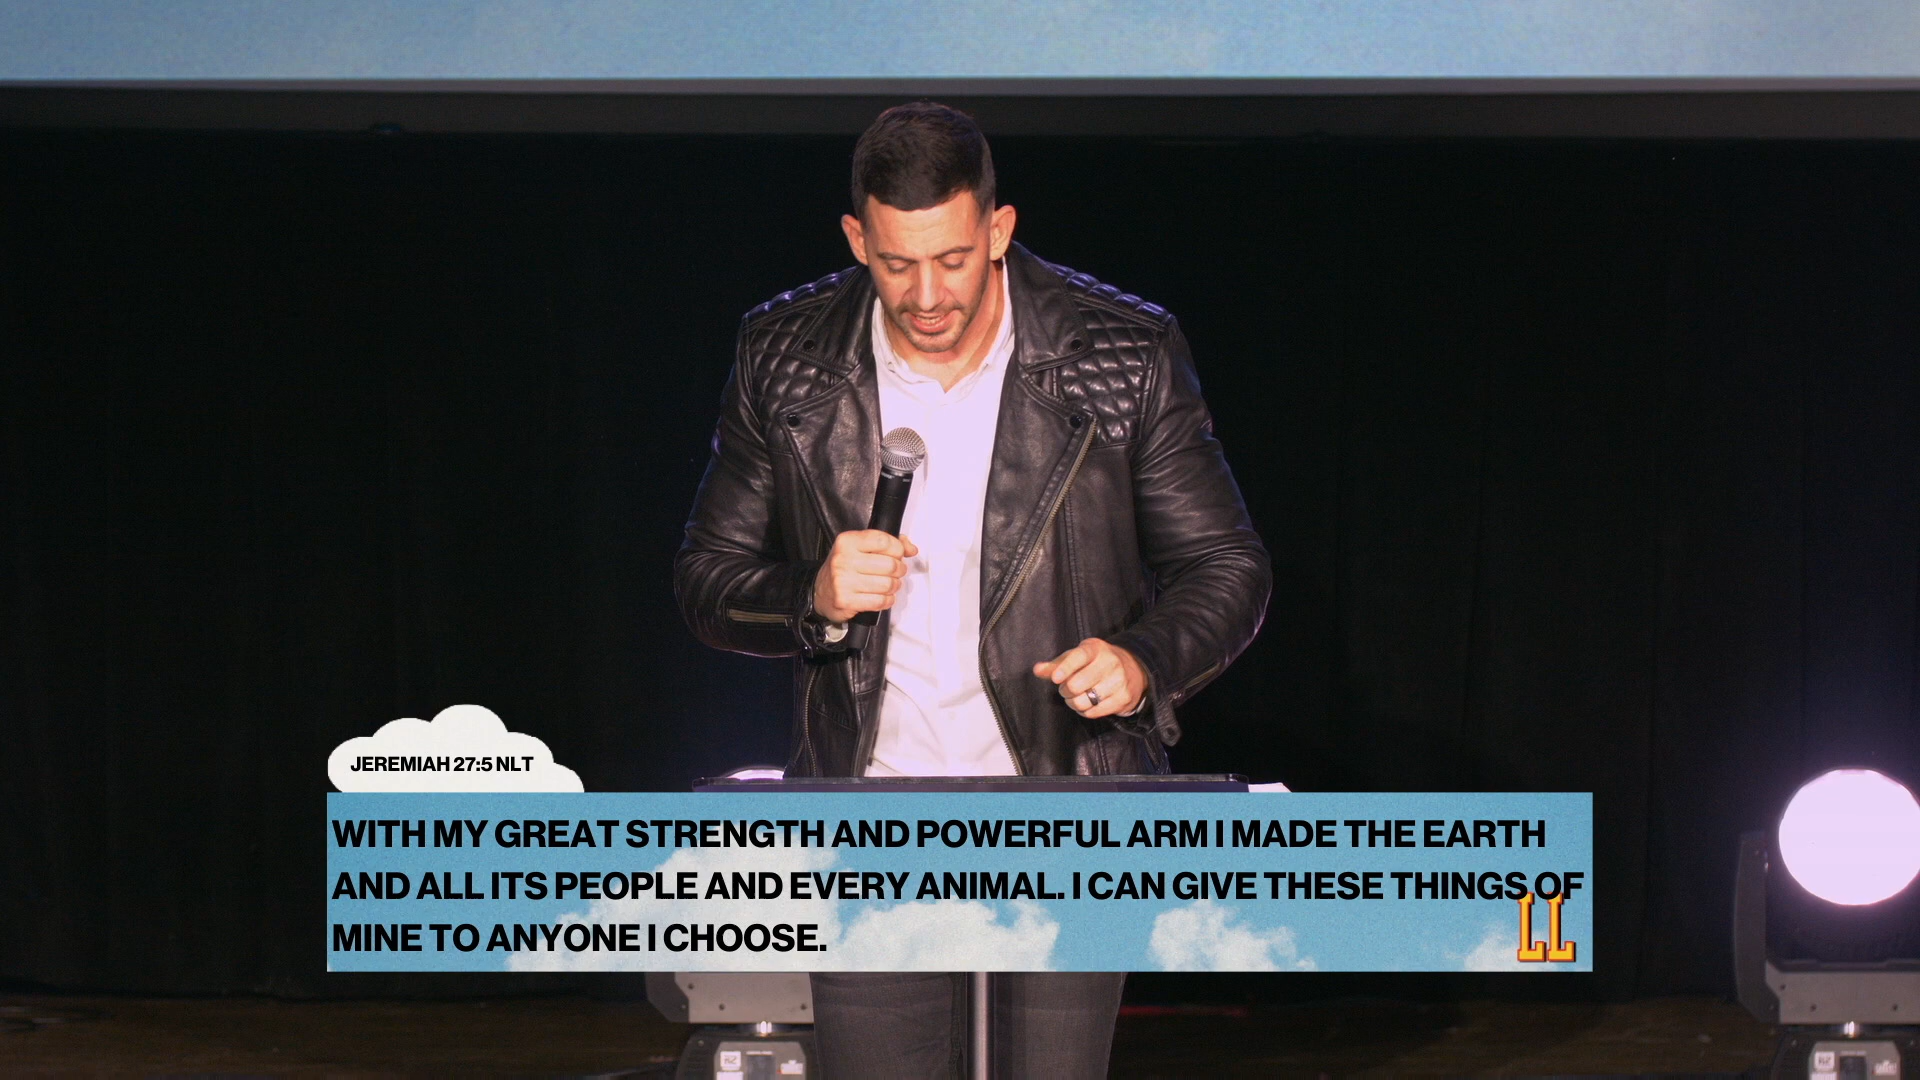 JEREMIAH 27:5 NLT
WITH MY GREAT STRENGTH AND POWERFUL ARM I MADE THE EARTH
AND ALL ITS PEOPLE AND EVERY ANIMAL. I CAN GIVE THESE THINGS OF
MINE TO ANYONE I CHOOSE.
LL